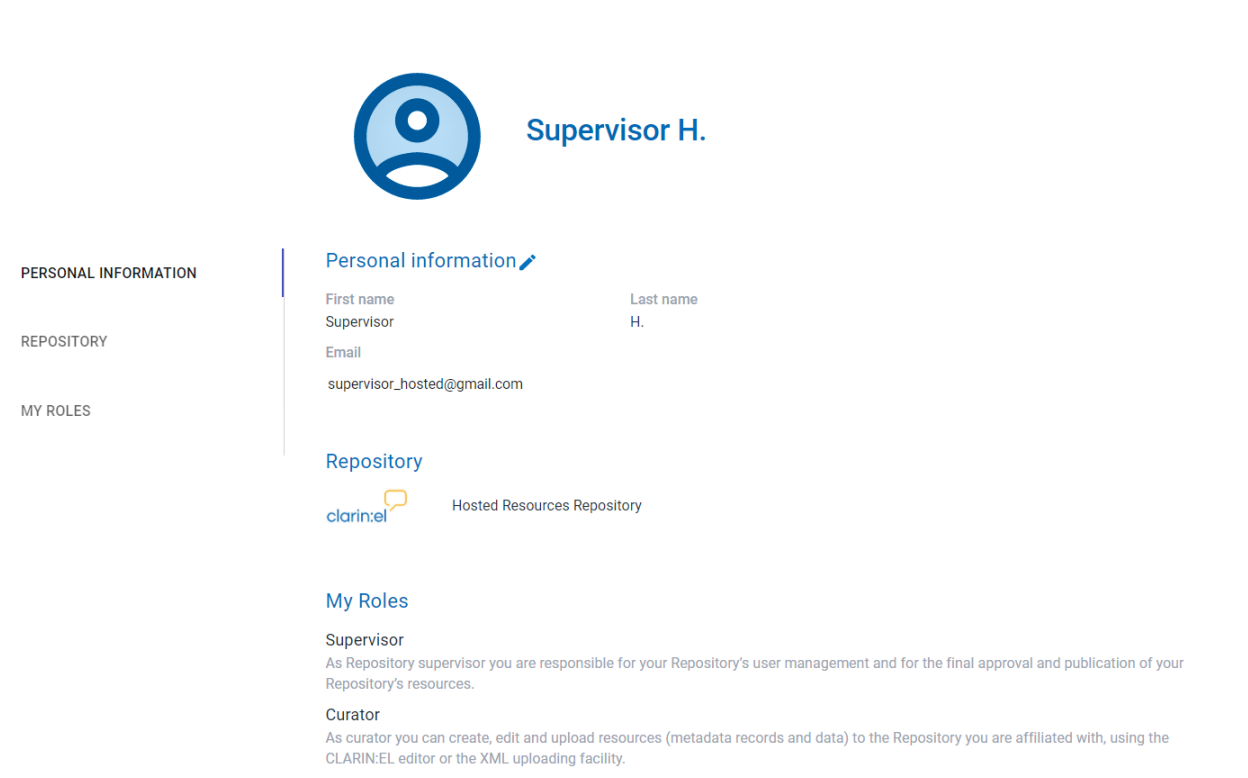 Supervisor H.
PERSONAL INFORMATION
REPOSITORY
MY ROLES
Personal information
First name
Last name
Supervisor
H.
Email
supervisor_hosted@gmail.com
Repository
clarin:el
Hosted Resources Repository
My Roles
Supervisor
As Repository supervisor you are responsible for your Repository's user management and for the final approval and publication of your
Repository's resources.
Curator
As curator you can create, edit and upload resources (metadata records and data) to the Repository you are affiliated with, using the
CLARIN:EL editor or the XML uploading facility.